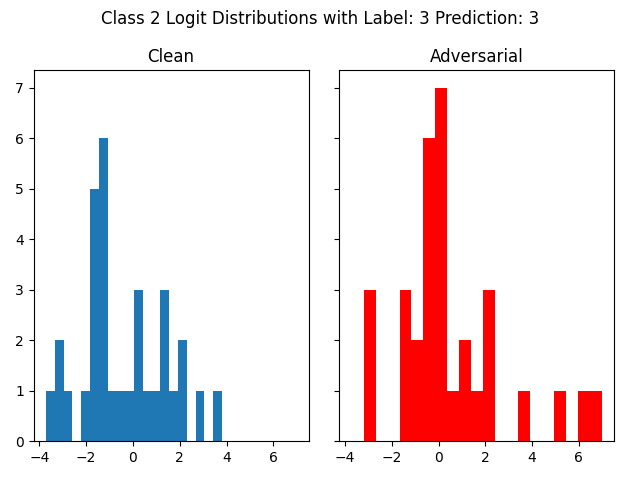 Class 2 Logit Distributions with Label: 3 Prediction: 3
Clean
Adversarial
7
6
5
4
3
2
1
0
−4 −2 0 2 4 6
−4 −2 0 2 4 6